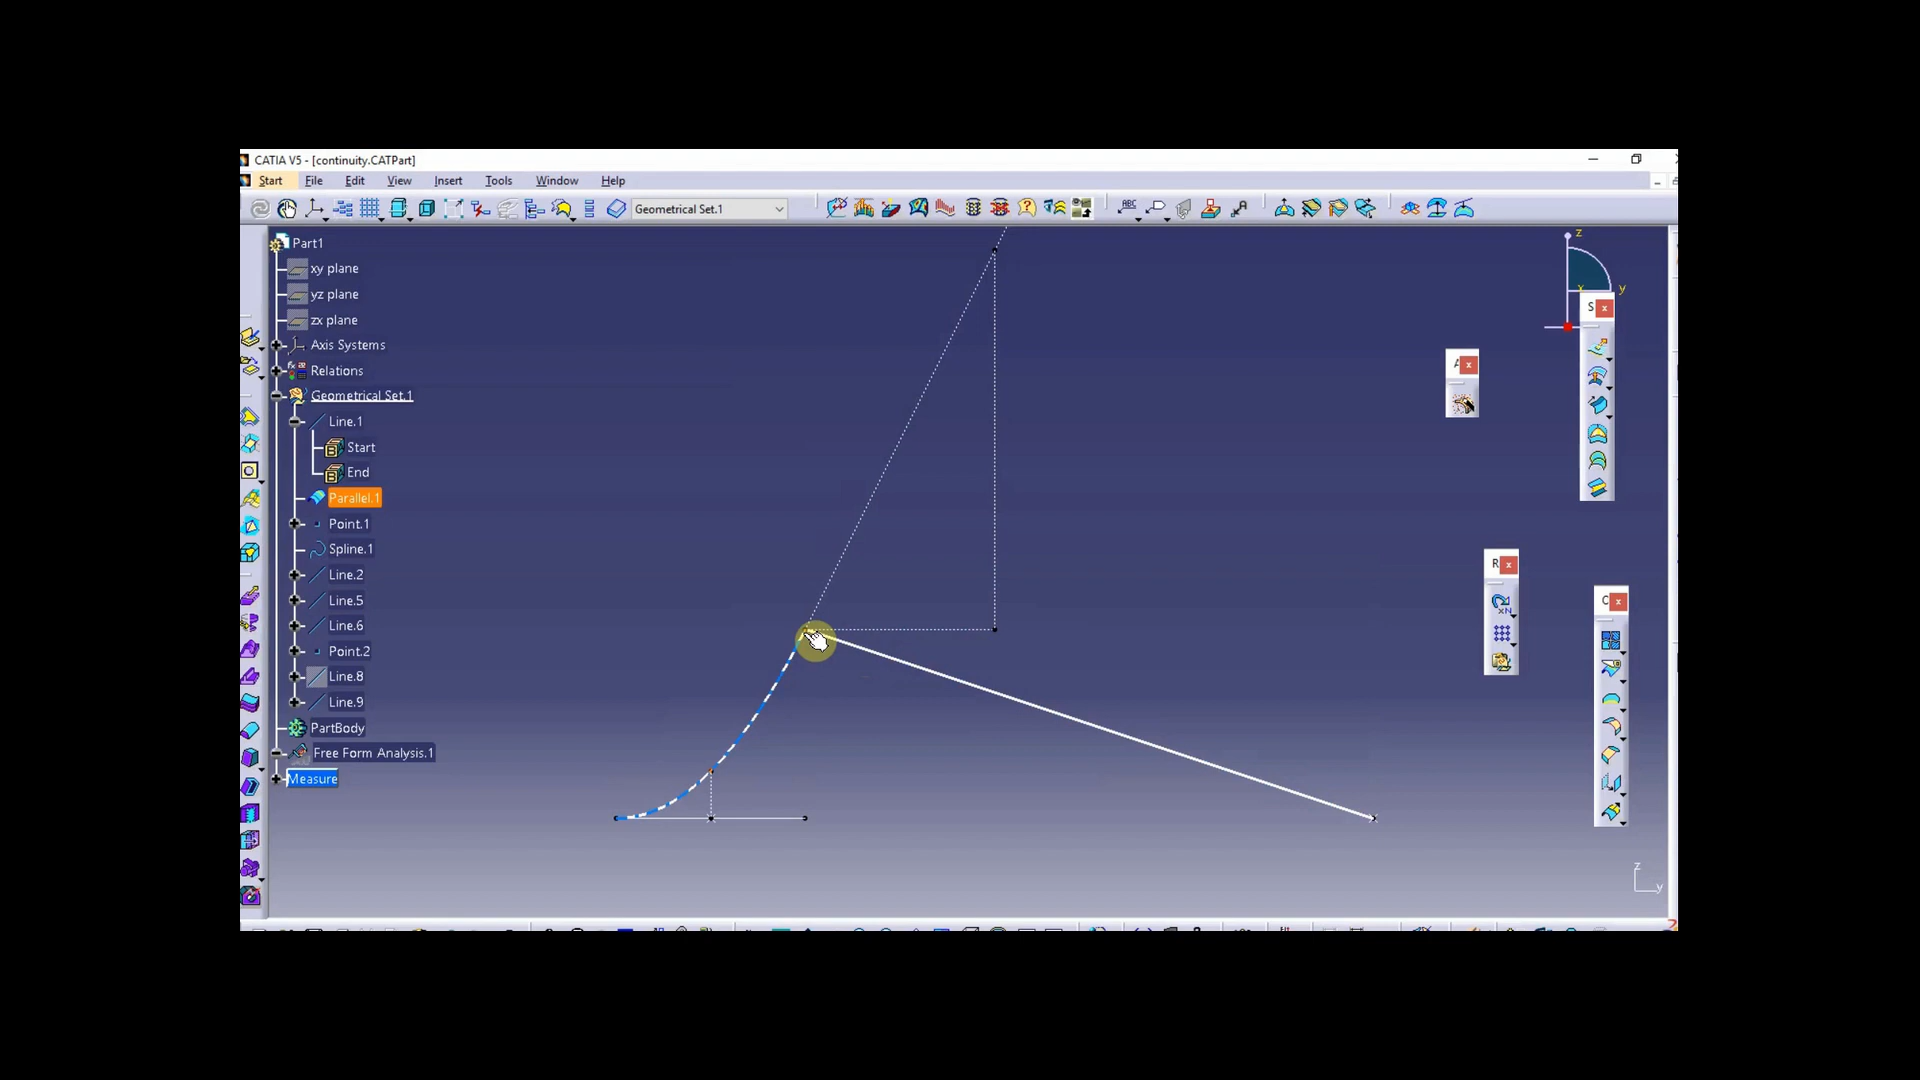 CATIA V5 - [continuity.CATPart]
Start File Edit View Insert Tools Window Help
Geometrical Set.1
ABC
Part1
xy plane
yz plane
zx plane
Axis Systems
Relations
Geometrical Set.1
Line.1
Start
End
Parallel.1
Point.1
Spline.1
Line.2
Line.5
Line.6
Point.2
Line.8
Line.9
PartBody
Free Form Analysis.1
Measure
z
x
y
S
R
C
z
y